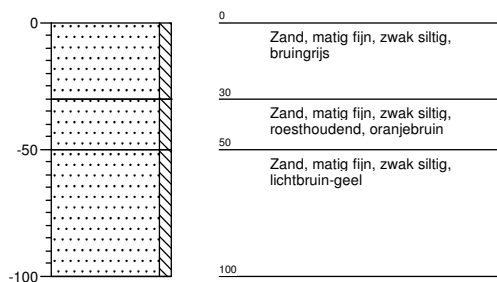 0
-50
-100
0
Zand, matig fijn, zwak siltig,
bruingrijs
30
Zand, matig fijn, zwak siltig,
roesthoudend, oranjebruin
50
Zand, matig fijn, zwak siltig,
lichtbruin-geel
100